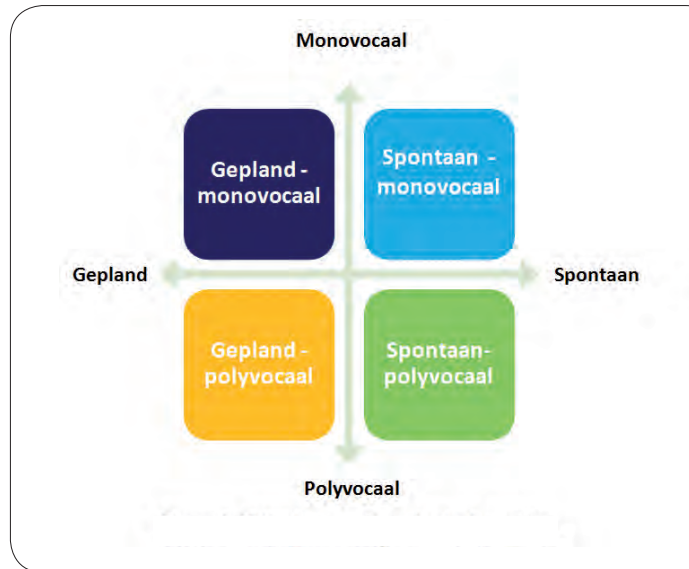 Monovocaal
Gepland -
monovocaal
Spontaan -
monovocaal
Gepland
Spontaan
Gepland -
polyvocaal
Spontaan-
polyvocaal
Polyvocaal